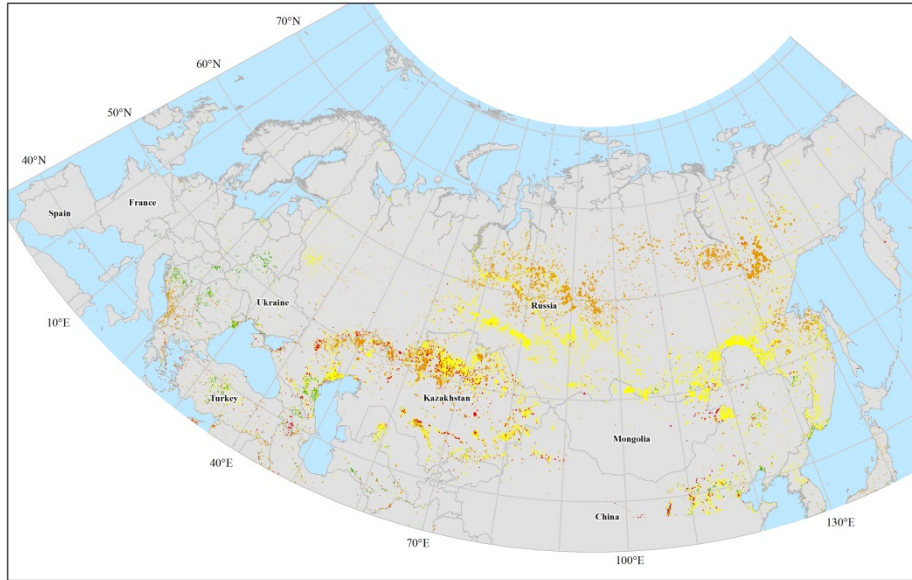 70°N
60°N
50°N
40°N
France
Spain
Russia
Ukraine
10°E
Kazakhstan
Turkey
Mongolia
40°E
China
130°E
70°E
100°E